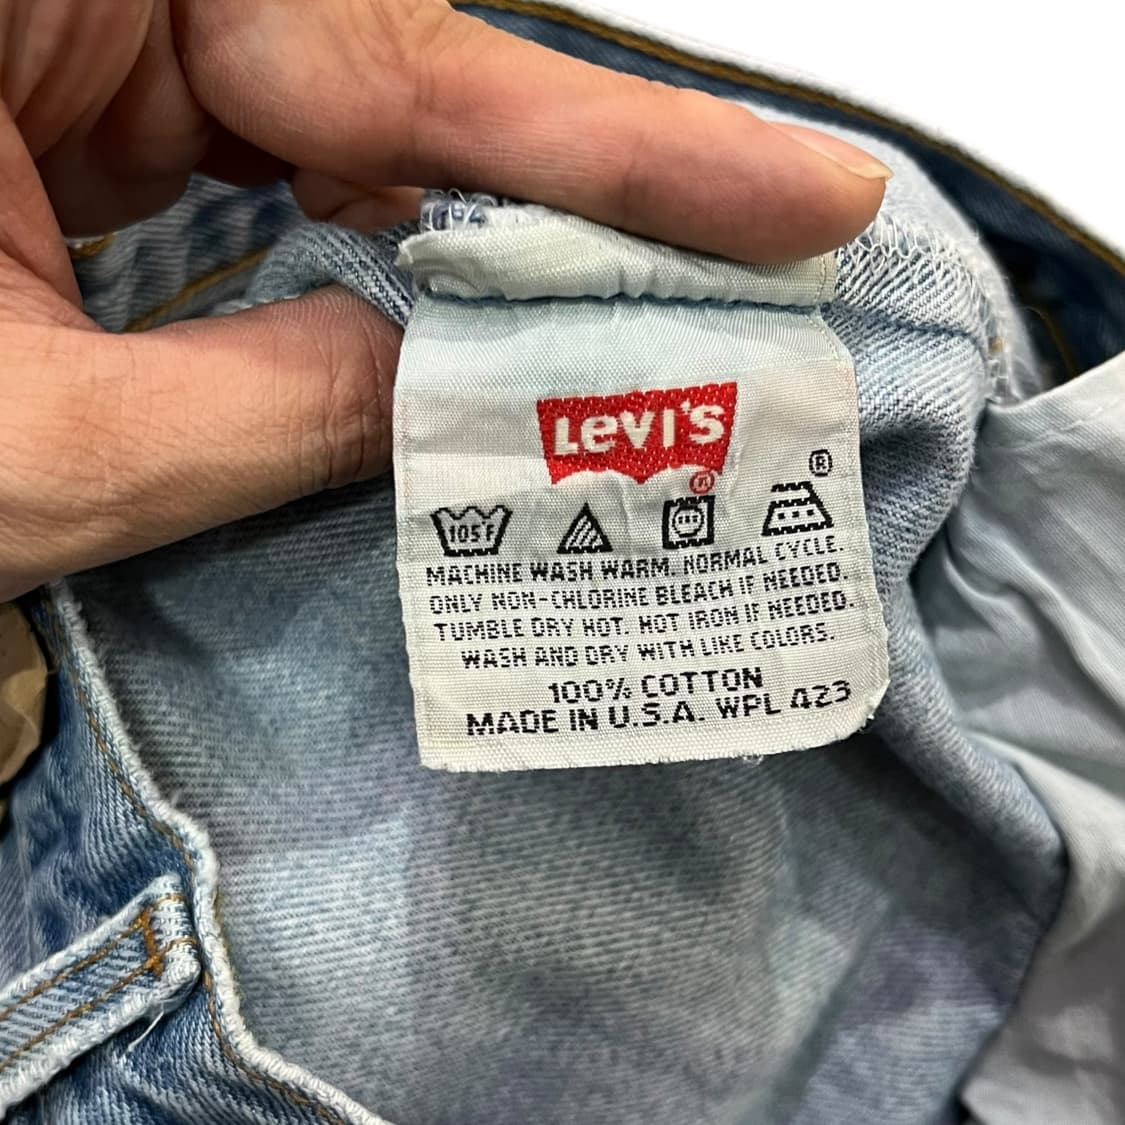 Levi's
®
®
105°F
MACHINE WASH WARM, NORMAL CYCLE.
ONLY NON-CHLORINE BLEACH IF NEEDED.
TUMBLE DRY HOT. HOT IRON IF NEEDED.
WASH AND DRY WITH LIKE COLORS.
100% COTTON
MADE IN U.S.A. WPL 423